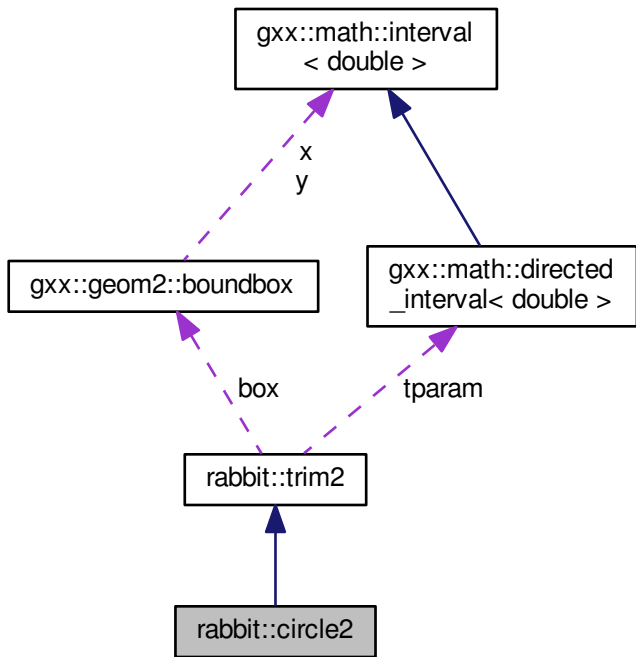 gxx::math::interval
< double >
x
y
gxx::geom2::boundbox
gxx::math::directed
_interval< double >
box
tparam
rabbit::trim2
rabbit::circle2